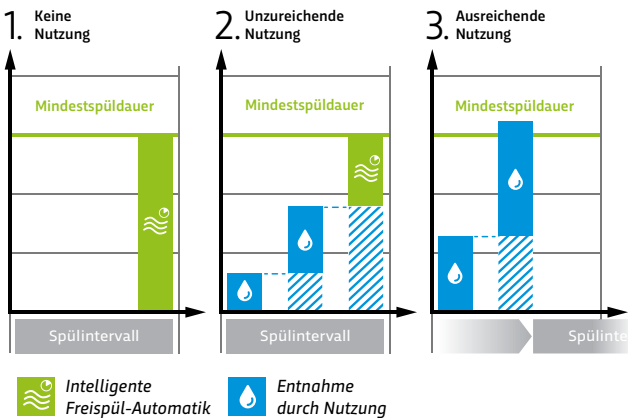 1. Keine
Nutzung
2. Unzureichende
Nutzung
3. Ausreichende
Nutzung
Mindestspüldauer
Mindestspüldauer
Mindestspüldauer
Spülintervall
Spülintervall
Spülinte
Intelligente
Freispül-Automatik
Entnahme
durch Nutzung